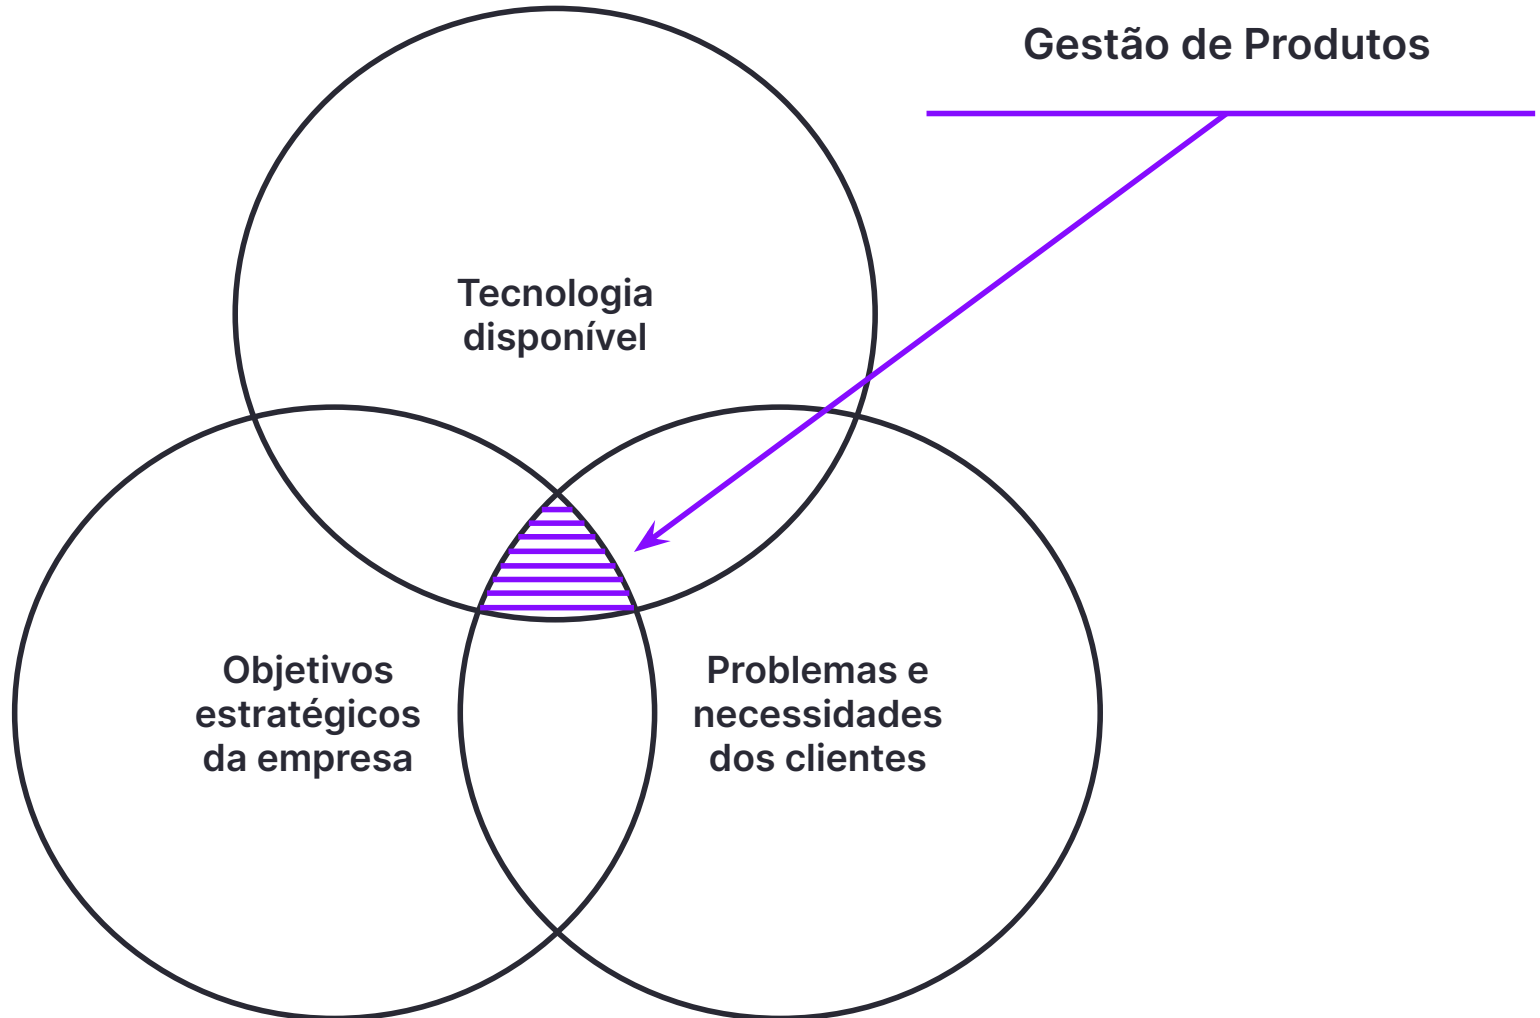 Gestão de Produtos
Tecnologia
disponível
Objetivos
estratégicos
da empresa
Problemas e
necessidades
dos clientes